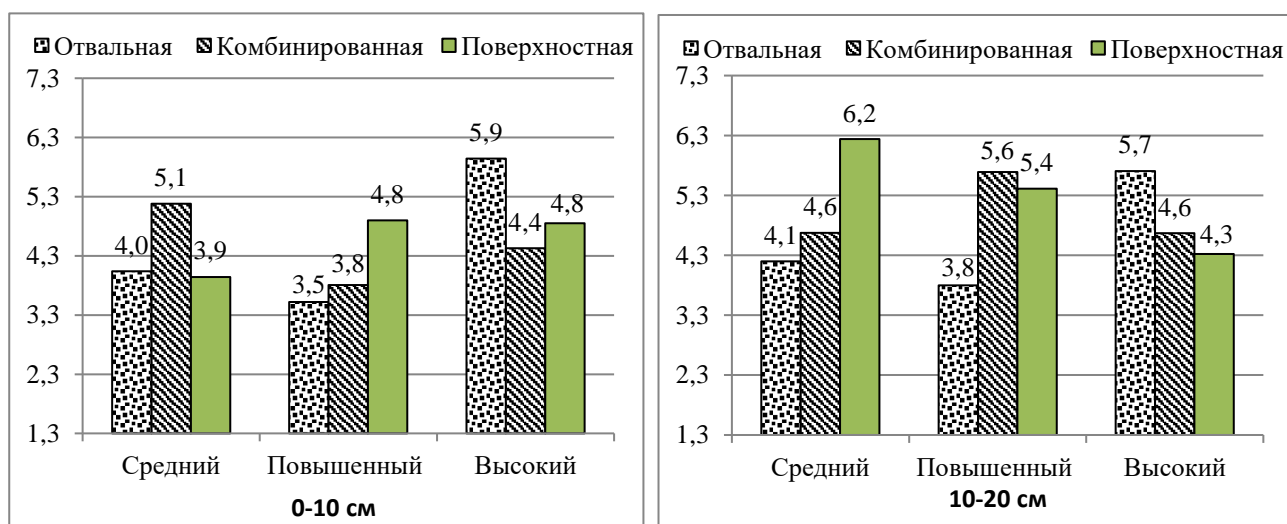 Отвальная Комбинированная Поверхностная
7,3
6,3
5,3
4,3
3,3
2,3
1,3
4,0 5,1 3,9
3,5 3,8 4,8
5,9 4,4 4,8
Средний Повышенный Высокий
0-10 см
Отвальная Комбинированная Поверхностная
7,3
6,3
5,3
4,3
3,3
2,3
1,3
4,1 4,6 6,2
3,8 5,6 5,4
5,7 4,6 4,3
Средний Повышенный Высокий
10-20 см